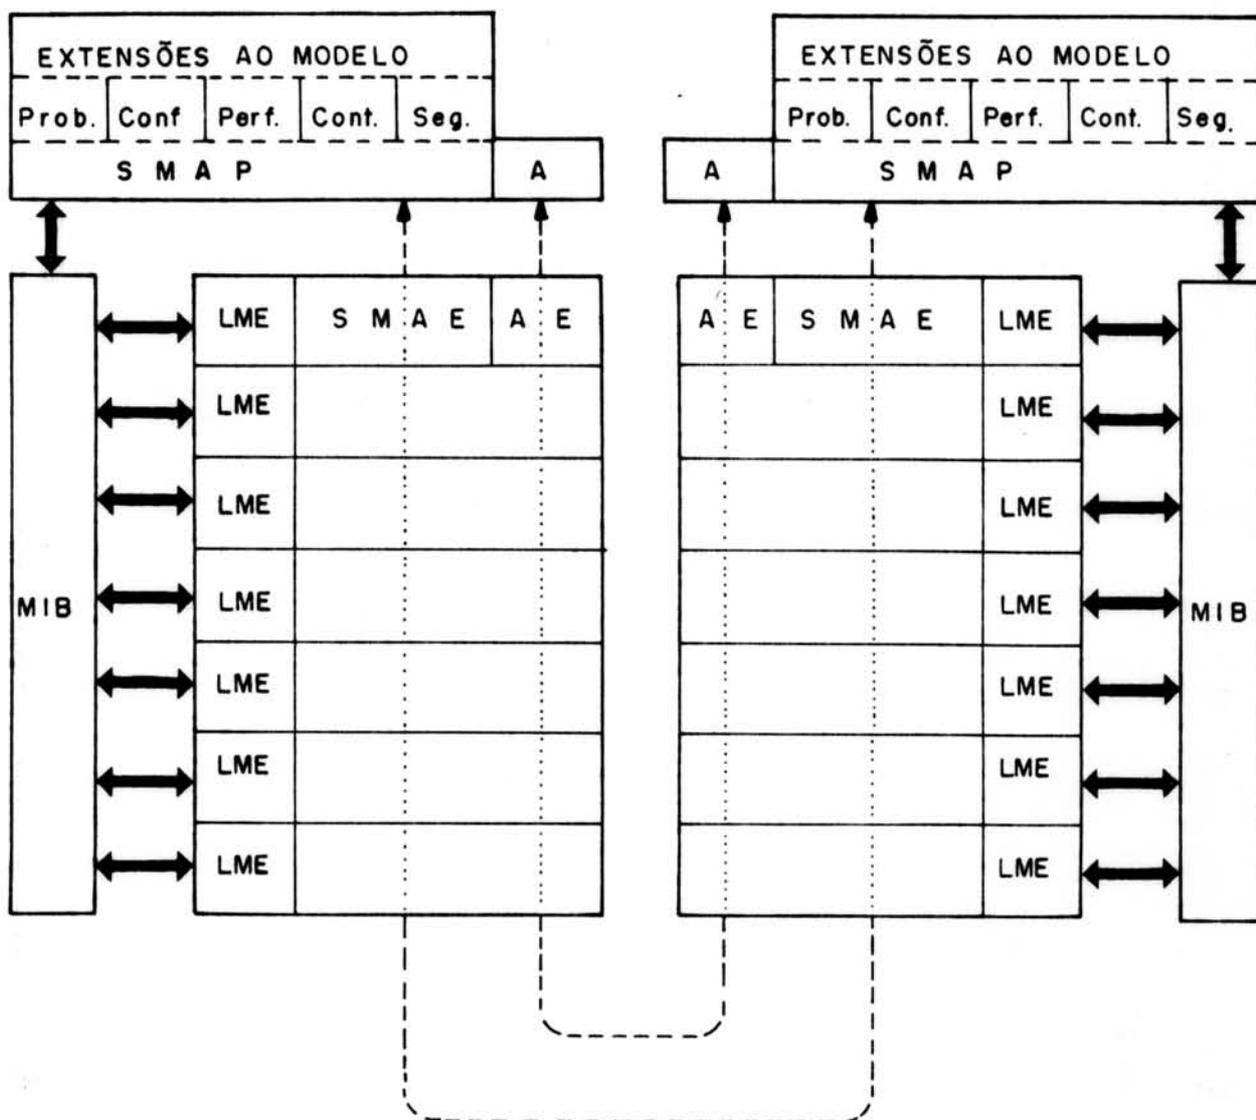 EXTENSÕES AO MODELO
Prob. Conf Perf. Cont. Seg.
SMAP
A
EXTENSÕES AO MODELO
Prob. Conf. Perf. Cont. Seg.
A
SMAP
LME SMAE AE
LME
LME
LME
MIB
LME
LME
LME
AE SMAE LME
LME
LME
LME
MIB
LME
LME
LME